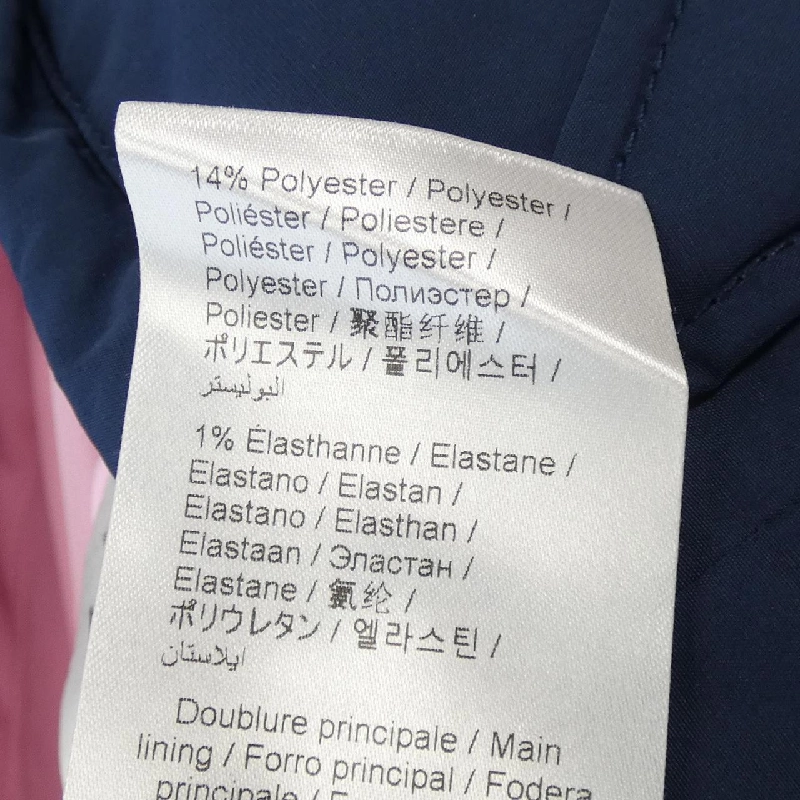 14% Polyester / Polyester /
Poliéster / Poliestere /
Poliéster / Polyester /
Polyester / Полиэстер /
Poliester / 聚酯纤维 /
ポリエステル / 폴리에스터 /
البوليستر
1% Élasthanne / Elastane /
Elastano / Elastan /
Elastano / Elasthan /
Elastaan / Эластан /
Elastane / 氨纶 /
ポリウレタン / 엘라스틴 /
ايلاستان
Doublure principale / Main
lining / Forro principal / Fodera
principale /